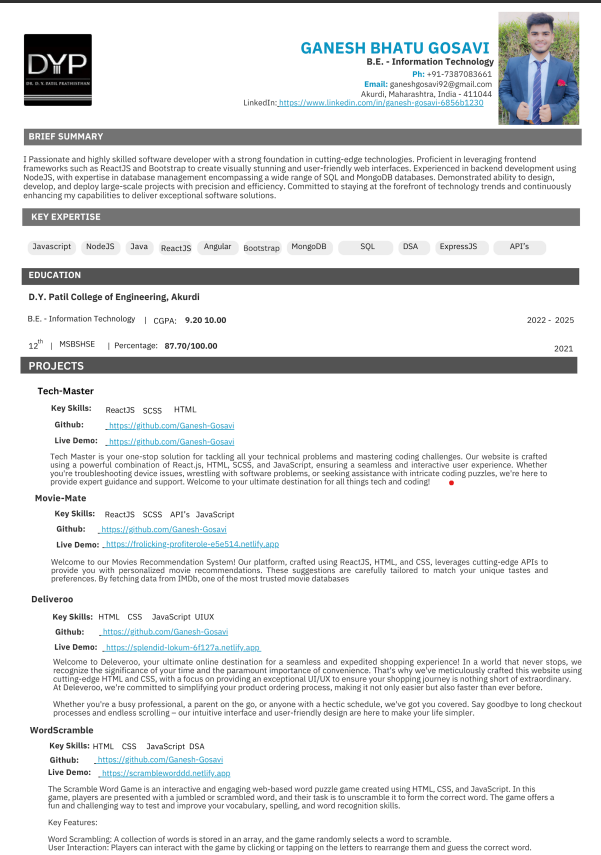 DYP
DR. D. Y. PATIL PRATISHTHAN
GANESH BHATU GOSAVI
B.E. - Information Technology
Ph: +91-7387083661
Email: ganeshgosavi92@gmail.com
Akurdi, Maharashtra, India - 411044
LinkedIn: https://www.linkedin.com/in/ganesh-gosavi-6856b1230
BRIEF SUMMARY
I Passionate and highly skilled software developer with a strong foundation in cutting-edge technologies. Proficient in leveraging frontend
frameworks such as ReactJS and Bootstrap to create visually stunning and user-friendly web interfaces. Experienced in backend development using
NodeJS, with expertise in database management encompassing a wide range of SQL and MongoDB databases. Demonstrated ability to design,
develop, and deploy large-scale projects with precision and efficiency. Committed to staying at the forefront of technology trends and continuously
enhancing my capabilities to deliver exceptional software solutions.
KEY EXPERTISE
Javascript NodeJS Java ReactJS Angular Bootstrap MongoDB SQL DSA ExpressJS API's
EDUCATION
D.Y. Patil College of Engineering, Akurdi
B.E. - Information Technology | CGPA: 9.20 10.00 2022 - 2025
12th | MSBSHSE | Percentage: 87.70/100.00 2021
PROJECTS
Tech-Master
Key Skills: ReactJS SCSS HTML
Github: https://github.com/Ganesh-Gosavi
Live Demo: https://github.com/Ganesh-Gosavi
Tech Master is your one-stop solution for tackling all your technical problems and mastering coding challenges. Our website is crafted
using a powerful combination of React.js, HTML, SCSS, and JavaScript, ensuring a seamless and interactive user experience. Whether
you're troubleshooting device issues, wrestling with software problems, or seeking assistance with intricate coding puzzles, we're here to
provide expert guidance and support. Welcome to your ultimate destination for all things tech and coding!
Movie-Mate
Key Skills: ReactJS SCSS API's JavaScript
Github: https://github.com/Ganesh-Gosavi
Live Demo: https://frolicking-profiterole-e5e514.netlify.app
Welcome to our Movies Recommendation System! Our platform, crafted using ReactJS, HTML, and CSS, leverages cutting-edge APIs to
provide you with personalized movie recommendations. These suggestions are carefully tailored to match your unique tastes and
preferences. By fetching data from IMDb, one of the most trusted movie databases
Deliveroo
Key Skills: HTML CSS JavaScript UIUX
Github: https://github.com/Ganesh-Gosavi
Live Demo: https://splendid-lokum-6f127a.netlify.app
Welcome to Deleveroo, your ultimate online destination for a seamless and expedited shopping experience! In a world that never stops, we
recognize the significance of your time and the paramount importance of convenience. That's why we've meticulously crafted this website using
cutting-edge HTML and CSS, with a focus on providing an exceptional UI/UX to ensure your shopping journey is nothing short of extraordinary.
At Deleveroo, we're committed to simplifying your product ordering process, making it not only easier but also faster than ever before.
Whether you're a busy professional, a parent on the go, or anyone with a hectic schedule, we've got you covered. Say goodbye to long checkout
processes and endless scrolling – our intuitive interface and user-friendly design are here to make your life simpler.
WordScramble
Key Skills: HTML CSS JavaScript DSA
Github: https://github.com/Ganesh-Gosavi
Live Demo: https://scrambleworddd.netlify.app
The Scramble Word Game is an interactive and engaging web-based word puzzle game created using HTML, CSS, and JavaScript. In this
game, players are presented with a jumbled or scrambled word, and their task is to unscramble it to form the correct word. The game offers a
fun and challenging way to test and improve your vocabulary, spelling, and word recognition skills.
Key Features:
Word Scrambling: A collection of words is stored in an array, and the game randomly selects a word to scramble.
User Interaction: Players can interact with the game by clicking or tapping on the letters to rearrange them and guess the correct word.